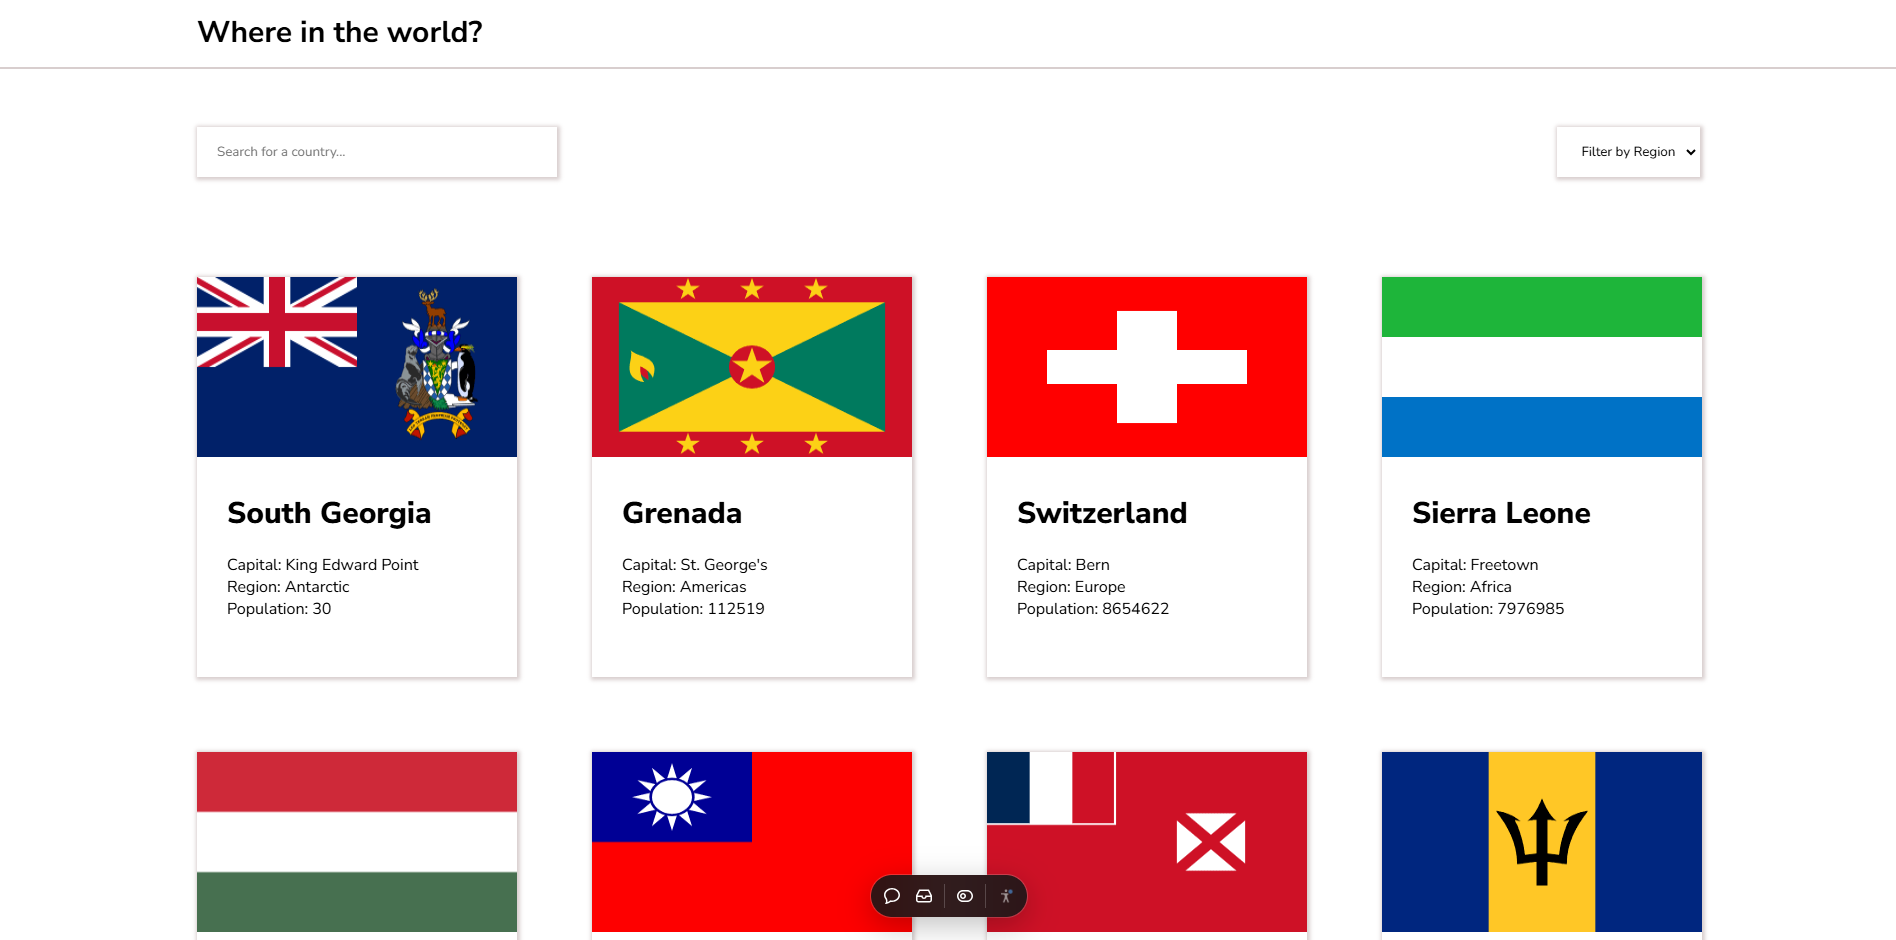 Where in the world?
Search for a country...
Filter by Region
South Georgia
Capital: King Edward Point
Region: Antarctic
Population: 30
Grenada
Capital: St. George's
Region: Americas
Population: 112519
Switzerland
Capital: Bern
Region: Europe
Population: 8654622
Sierra Leone
Capital: Freetown
Region: Africa
Population: 7976985